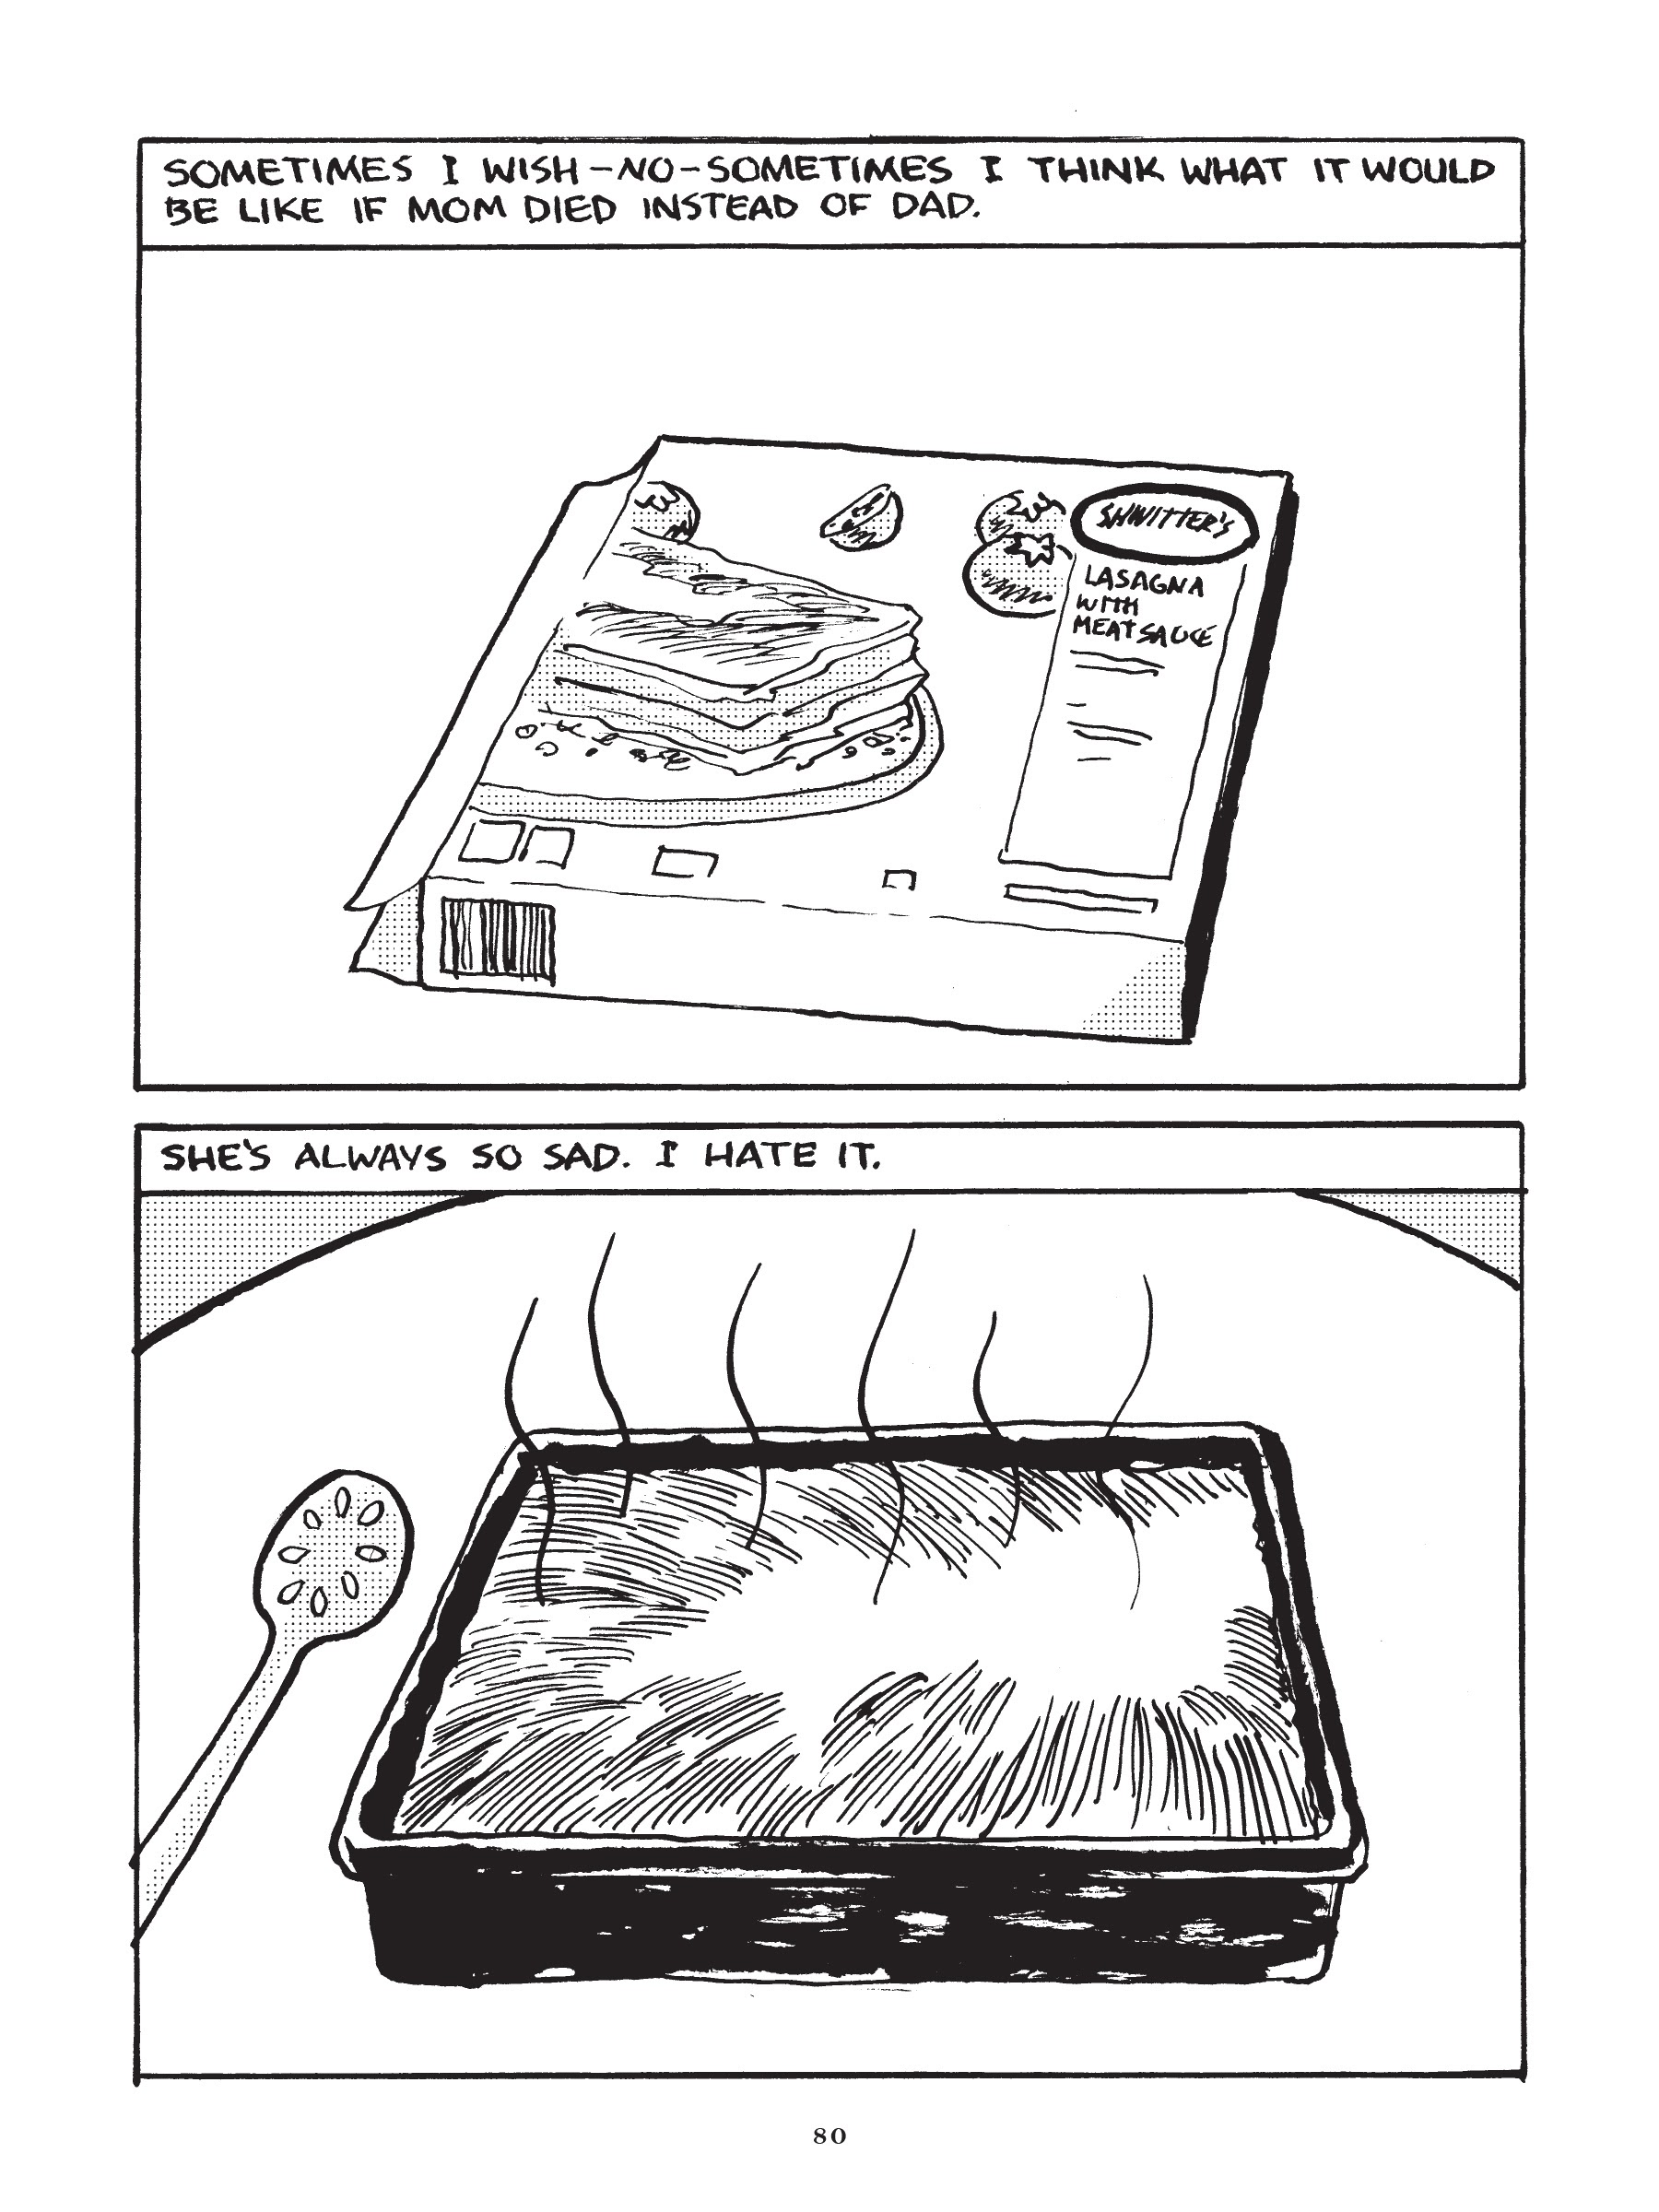 SOMETIMES I WISH -NO- SOMETIMES I THINK WHAT IT WOULD
BE LIKE IF MOM DIED INSTEAD OF DAD.
SHWITTER'S
LASAGNA
WITH
MEAT SAUCE
SHE'S ALWAYS SO SAD. I HATE IT.
80